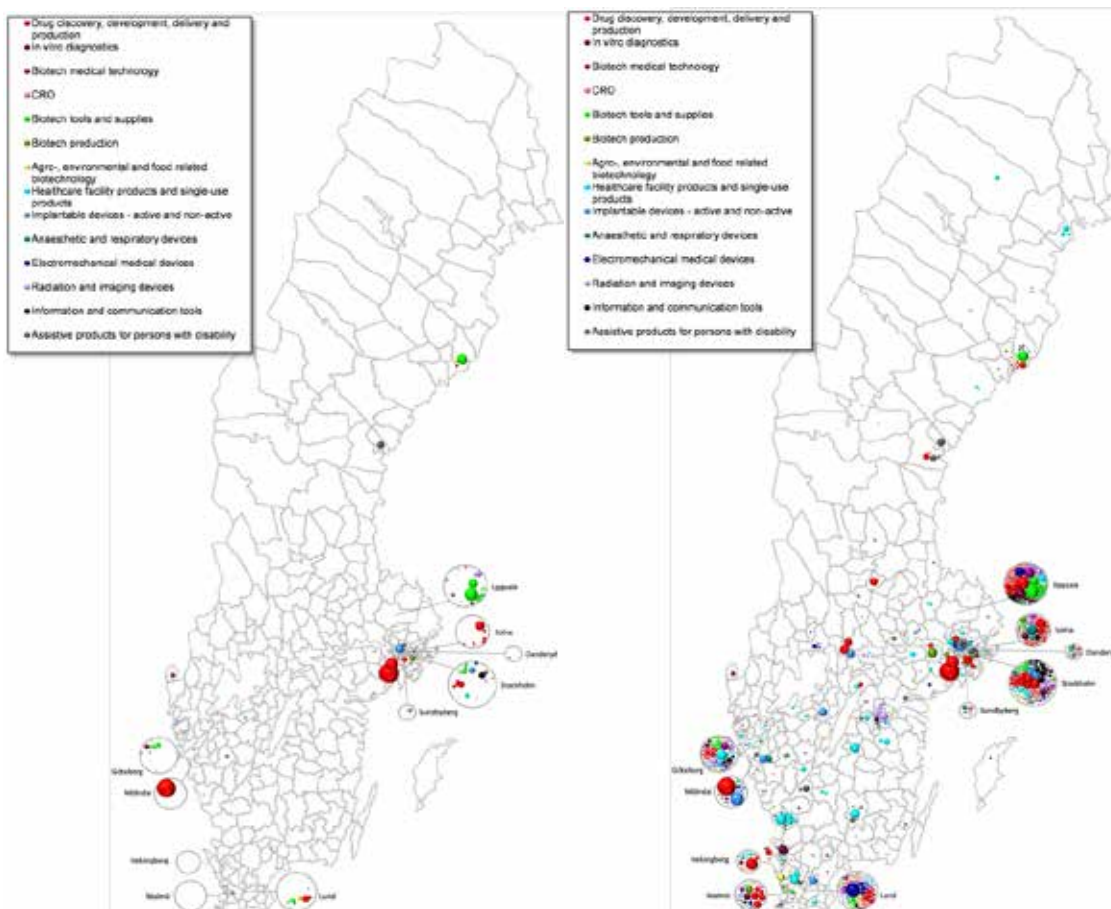 Drug discovery, development, delivery and
production
In vitro diagnostics
Biotech medical technology
CRO
Biotech tools and supplies
Biotech production
Agro-, environmental and food related
biotechnology
Healthcare facility products and single-use
products
Implantable devices - active and non-active
Anaesthetic and respiratory devices
Electromechanical medical devices
Radiation and imaging devices
Information and communication tools
Assistive products for persons with disability
Uppsala
Solna
Danderyd
Stockholm
Sundbyberg
Göteborg
Mölndal
Helsingborg
Malmö
Lund
Drug discovery, development, delivery and
production
In vitro diagnostics
Biotech medical technology
CRO
Biotech tools and supplies
Biotech production
Agro-, environmental and food related
biotechnology
Healthcare facility products and single-use
products
Implantable devices - active and non-active
Anaesthetic and respiratory devices
Electromechanical medical devices
Radiation and imaging devices
Information and communication tools
Assistive products for persons with disability
Uppsala
Solna
Stockholm
Sundbyberg
Göteborg
Mölndal
Helsingborg
Malmö
Lund